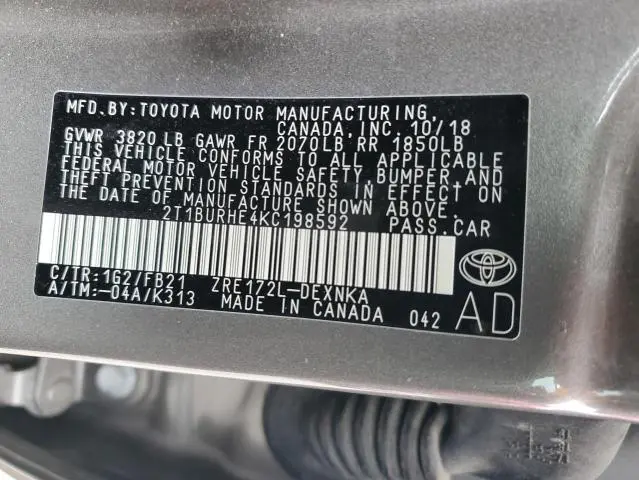 MFD. BY: TOYOTA MOTOR MANUFACTURING,
CANADA, INC. 10/18
GVWR 3820 LB GAWR FR 2070LB RR 1850LB
THIS VEHICLE CONFORMS TO ALL APPLICABLE
FEDERAL MOTOR VEHICLE SAFETY, BUMPER, AND
THEFT PREVENTION STANDARDS IN EFFECT ON
THE DATE OF MANUFACTURE SHOWN ABOVE.
2T1BURHE4KC198592 PASS. CAR
C/TR: 1G2/FB21 ZRE172L-DEXNKA
A/TM: -04A/K313 MADE IN CANADA 042
AD